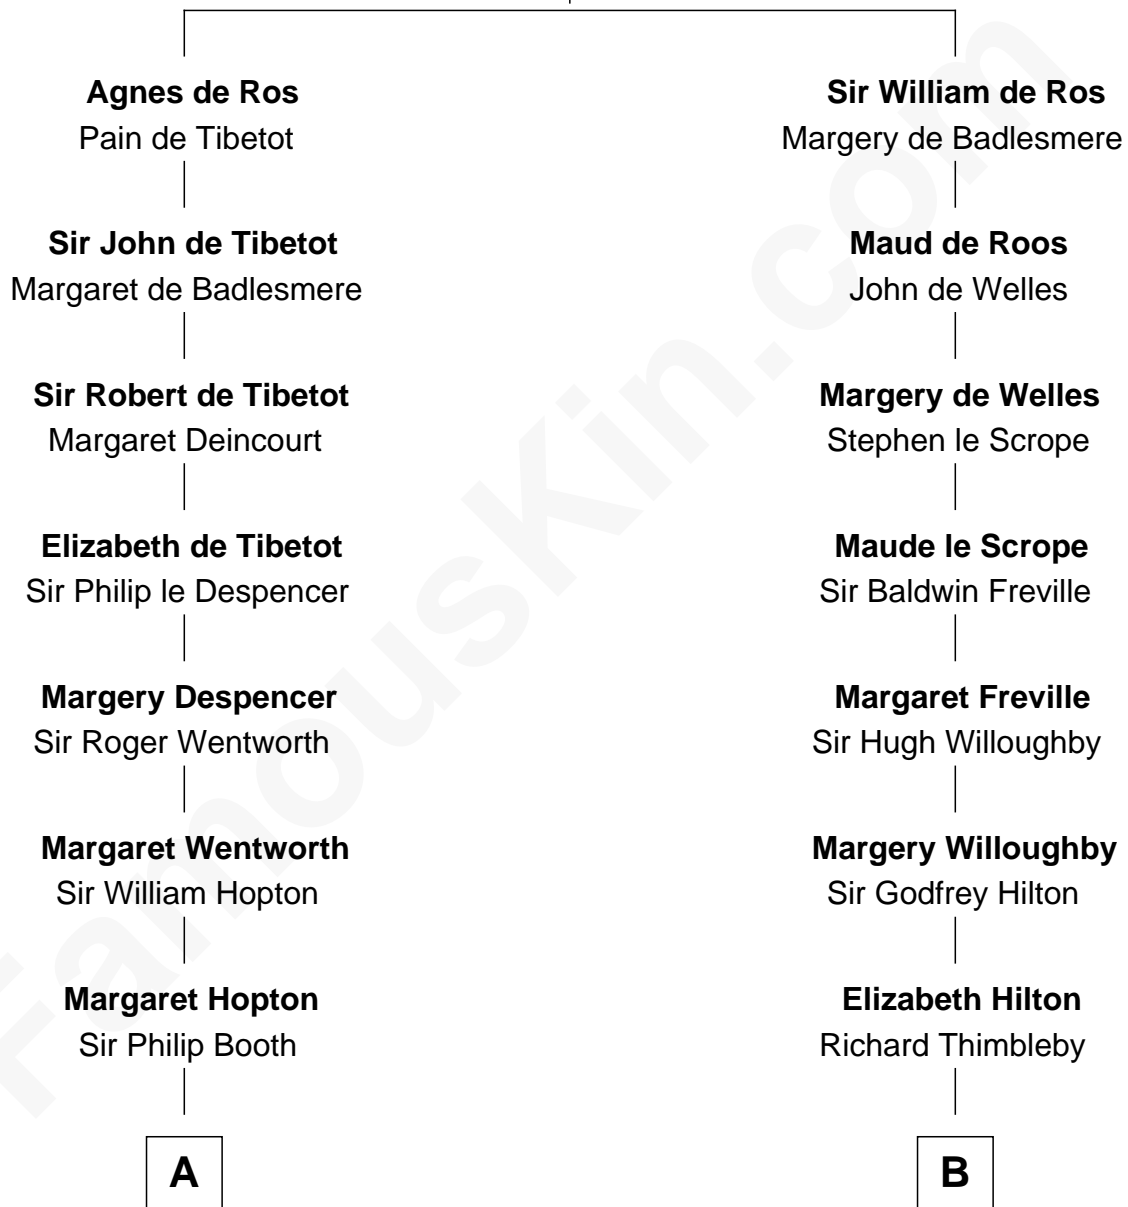 Agnes de Ros
Pain de Tibetot
Sir William de Ros
Margery de Badlesmere
Sir John de Tibetot
Margaret de Badlesmere
Maud de Roos
John de Welles
Sir Robert de Tibetot
Margaret Deincourt
Margery de Welles
Stephen le Scrope
Elizabeth de Tibetot
Sir Philip le Despencer
Maude le Scrope
Sir Baldwin Freville
Margery Despencer
Sir Roger Wentworth
Margaret Freville
Sir Hugh Willoughby
Margaret Wentworth
Sir William Hopton
Margery Willoughby
Sir Godfrey Hilton
Margaret Hopton
Sir Philip Booth
Elizabeth Hilton
Richard Thimbleby
A
B
FamousKin.com